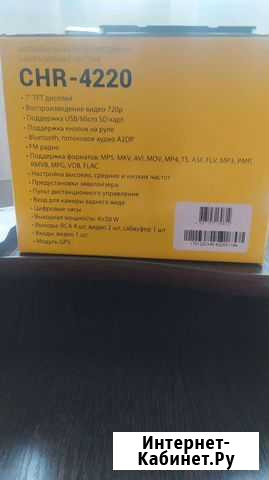 CHR-4220
• 7" TFT дисплей
• Воспроизведение видео 720p
• Поддержка USB/Micro SD карт
• Поддержка кнопок на руле
• Bluetooth, потоковое аудио A2DP
• FM радио
• Поддержка форматов: MP5, MKV, AVI, MOV, MP4, TS, ASF, FLV, MP3, PMP,
RMVB, MPG, VOB, FLAC
• Настройка высоких, средних и низких частот
• Предустановки эквалайзера
• Пульт дистанционного управления
• Вход для камеры заднего вида
• Цифровые часы
• Выходная мощность: 4x50 W
• Выходы: RCA 4 шт, видео 2 шт, сабвуфер 1 шт
• Входы: видео 1 шт
• Модуль GPS
Интернет-
Кабинет.Ру